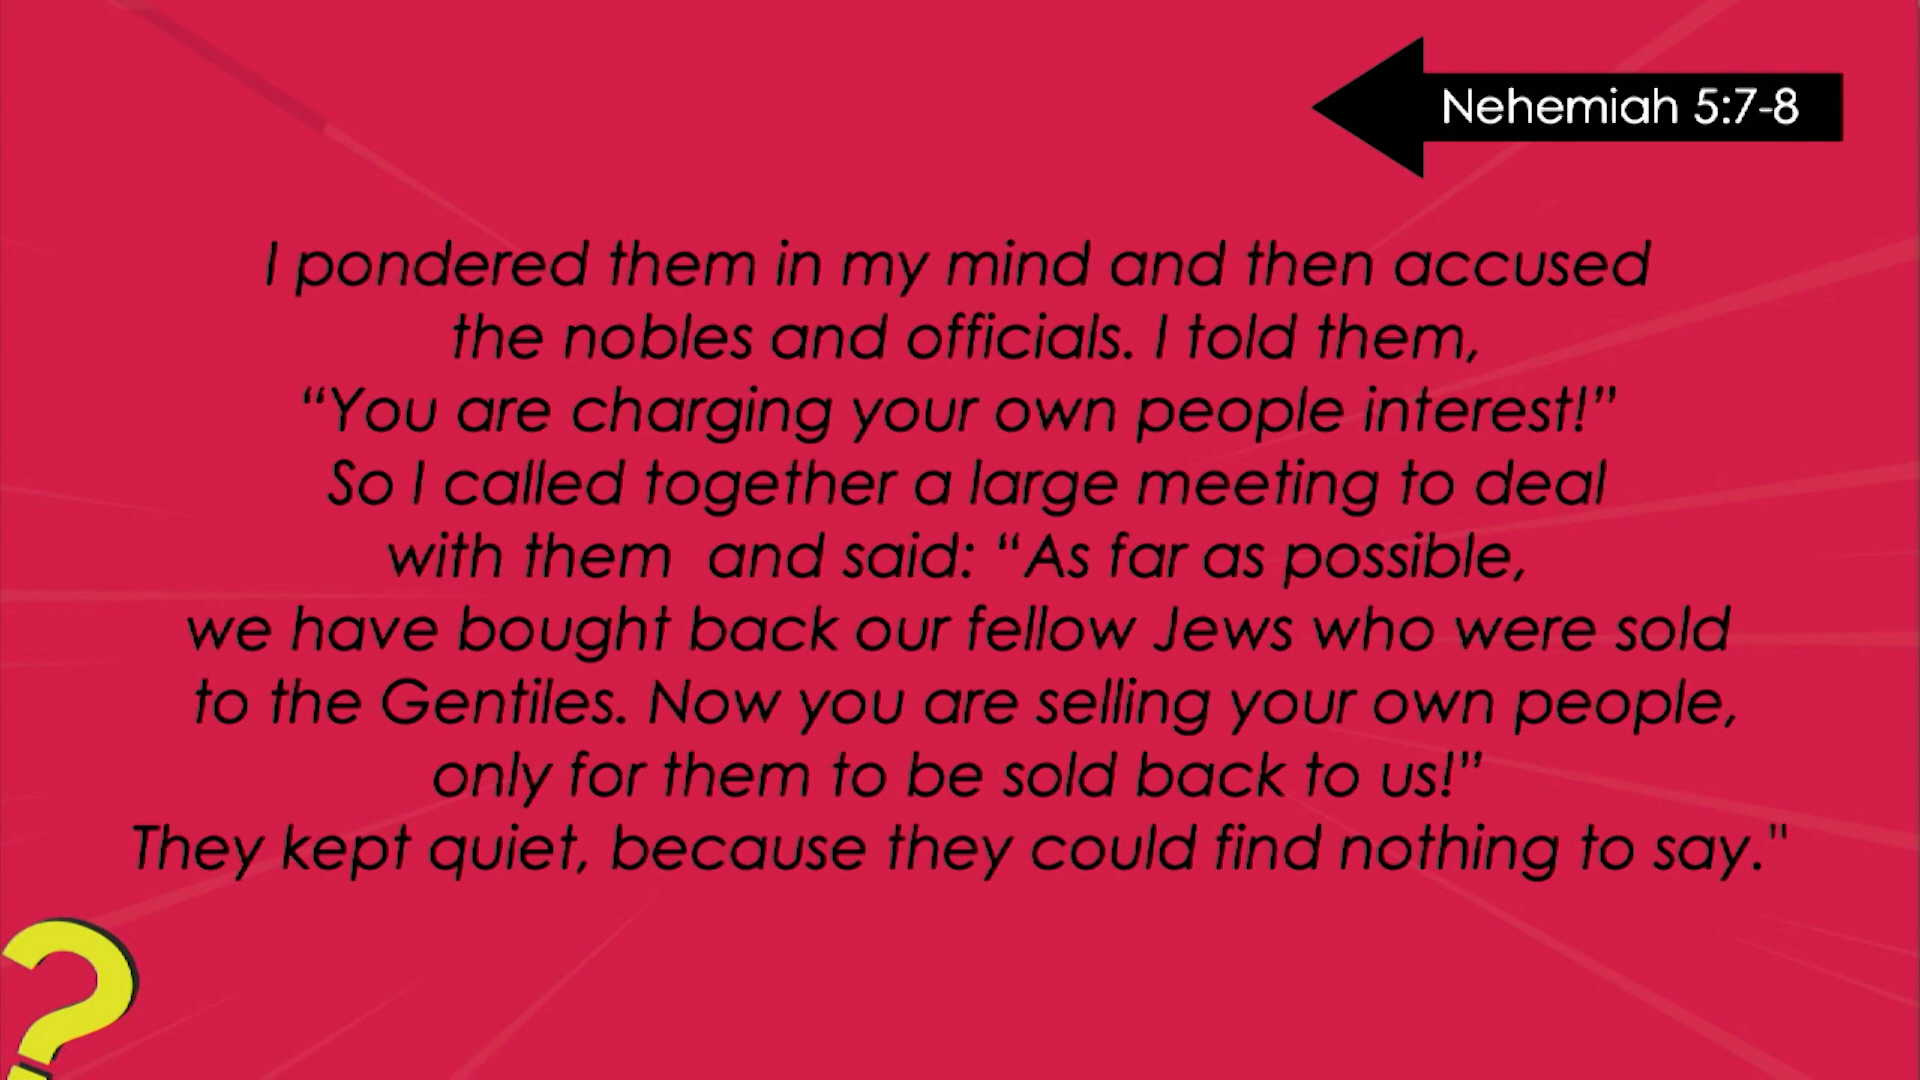 Nehemiah 5:7-8
I pondered them in my mind and then accused
the nobles and officials. I told them,
“You are charging your own people interest!”
So I called together a large meeting to deal
with them  and said: “As far as possible,
we have bought back our fellow Jews who were sold
to the Gentiles. Now you are selling your own people,
only for them to be sold back to us!”
They kept quiet, because they could find nothing to say."
?